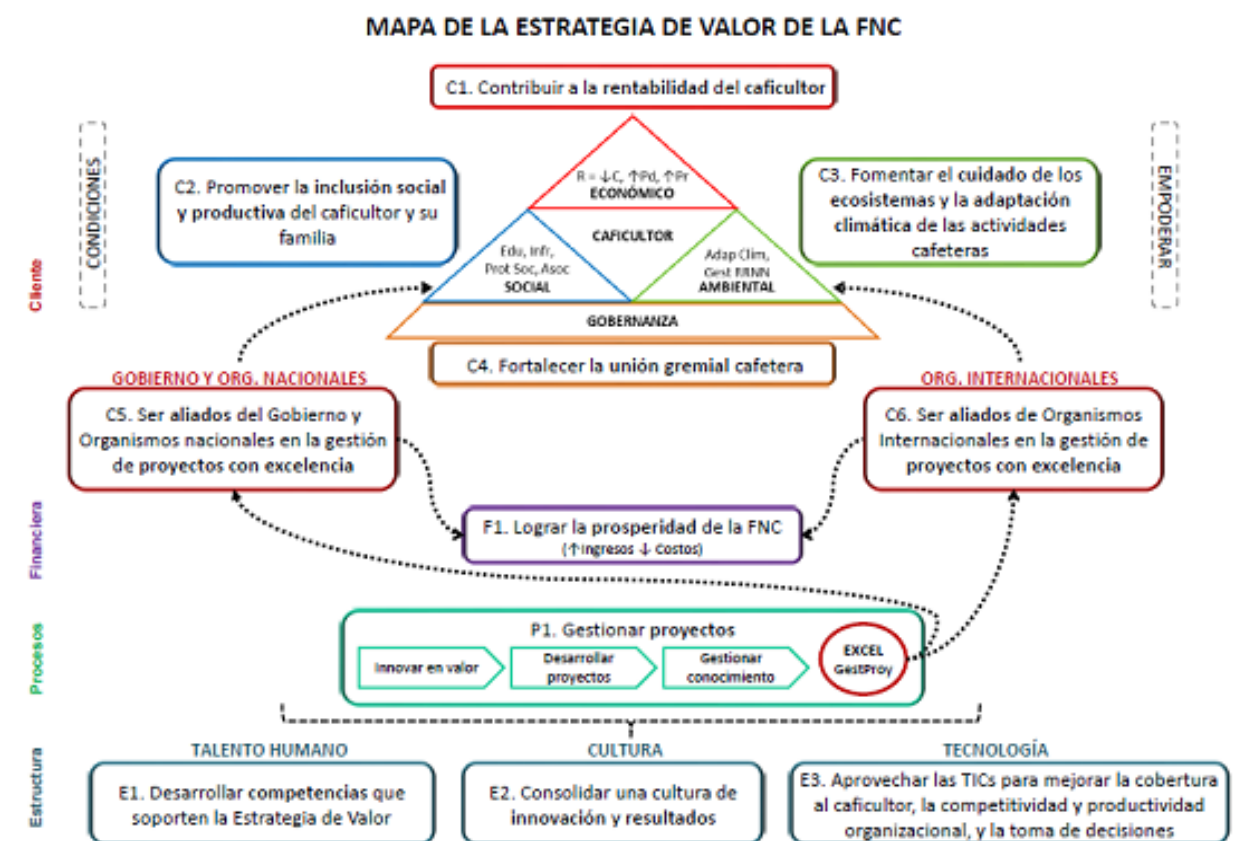 MAPA DE LA ESTRATEGIA DE VALOR DE LA FNC
C1. Contribuir a la rentabilidad del caficultor
CONDICIONES
EMPODERAR
C2. Promover la inclusión social
y productiva del caficultor y su
familia
R = ↓C, ↑Pd, ↑Pr
ECONÓMICO
C3. Fomentar el cuidado de los
ecosistemas y la adaptación
climática de las actividades
cafeteras
CAFICULTOR
Edu, Infr,
Prot Soc, Asoc
SOCIAL
Adap Clim,
Gest RRNN
AMBIENTAL
Cliente
GOBERNANZA
C4. Fortalecer la unión gremial cafetera
GOBIERNO Y ORG. NACIONALES
C5. Ser aliados del Gobierno y
Organismos nacionales en la gestión
de proyectos con excelencia
ORG. INTERNACIONALES
C6. Ser aliados de Organismos
Internacionales en la gestión de
proyectos con excelencia
Financiera
F1. Lograr la prosperidad de la FNC
(↑Ingresos ↓ Costos)
Procesos
P1. Gestionar proyectos
Innovar en valor
Desarrollar
proyectos
Gestionar
conocimiento
EXCEL
GestProy
Estructura
TALENTO HUMANO
E1. Desarrollar competencias que
soporten la Estrategia de Valor
CULTURA
E2. Consolidar una cultura de
innovación y resultados
TECNOLOGÍA
E3. Aprovechar las TICs para mejorar la cobertura
al caficultor, la competitividad y productividad
organizacional, y la toma de decisiones